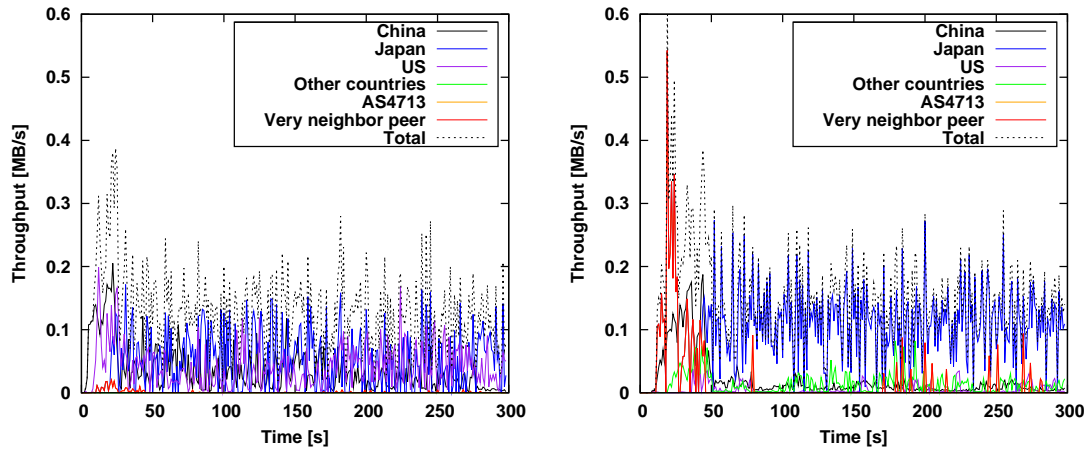 Throughput [MB/s]
0.6
0.5
0.4
0.3
0.2
0.1
0
China
Japan
US
Other countries
AS4713
Very neighbor peer
Total
0 50 100 150 200 250 300
Time [s]
Throughput [MB/s]
0.6
0.5
0.4
0.3
0.2
0.1
0
China
Japan
US
Other countries
AS4713
Very neighbor peer
Total
0 50 100 150 200 250 300
Time [s]